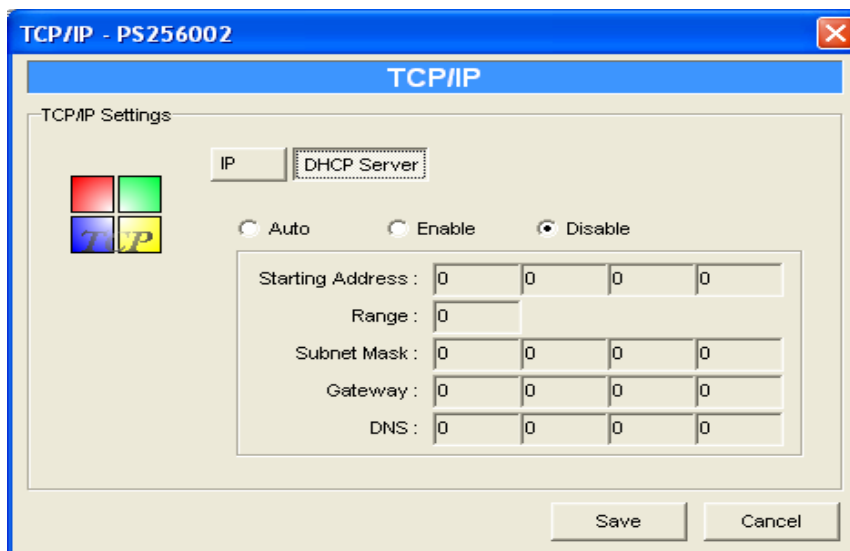 TCP/IP - PS256002
TCP/IP
TCP/IP Settings
IP DHCP Server
TCP
Auto Enable Disable
Starting Address : 0 0 0 0
Range : 0
Subnet Mask : 0 0 0 0
Gateway : 0 0 0 0
DNS : 0 0 0 0
Save Cancel